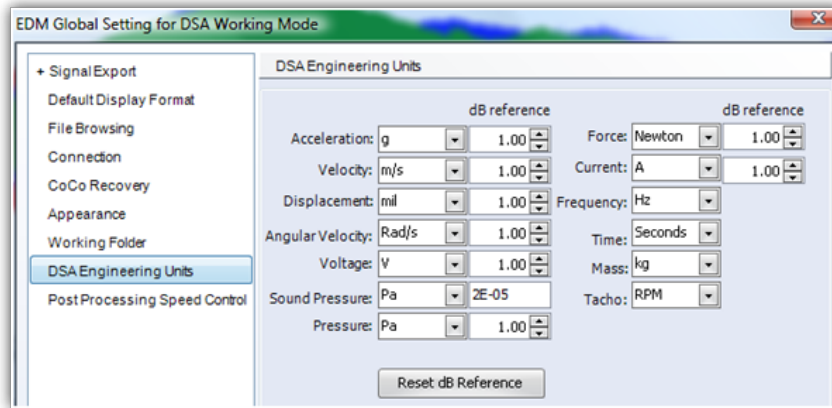 EDM Global Setting for DSA Working Mode
+ Signal Export
Default Display Format
File Browsing
Connection
CoCo Recovery
Appearance
Working Folder
DSA Engineering Units
Post Processing Speed Control
DSA Engineering Units
dB reference
Acceleration: g 1.00
Velocity: m/s 1.00
Displacement: mil 1.00
Angular Velocity: Rad/s 1.00
Voltage: V 1.00
Sound Pressure: Pa 2E-05
Pressure: Pa 1.00
dB reference
Force: Newton 1.00
Current: A 1.00
Frequency: Hz
Time: Seconds
Mass: kg
Tacho: RPM
Reset dB Reference